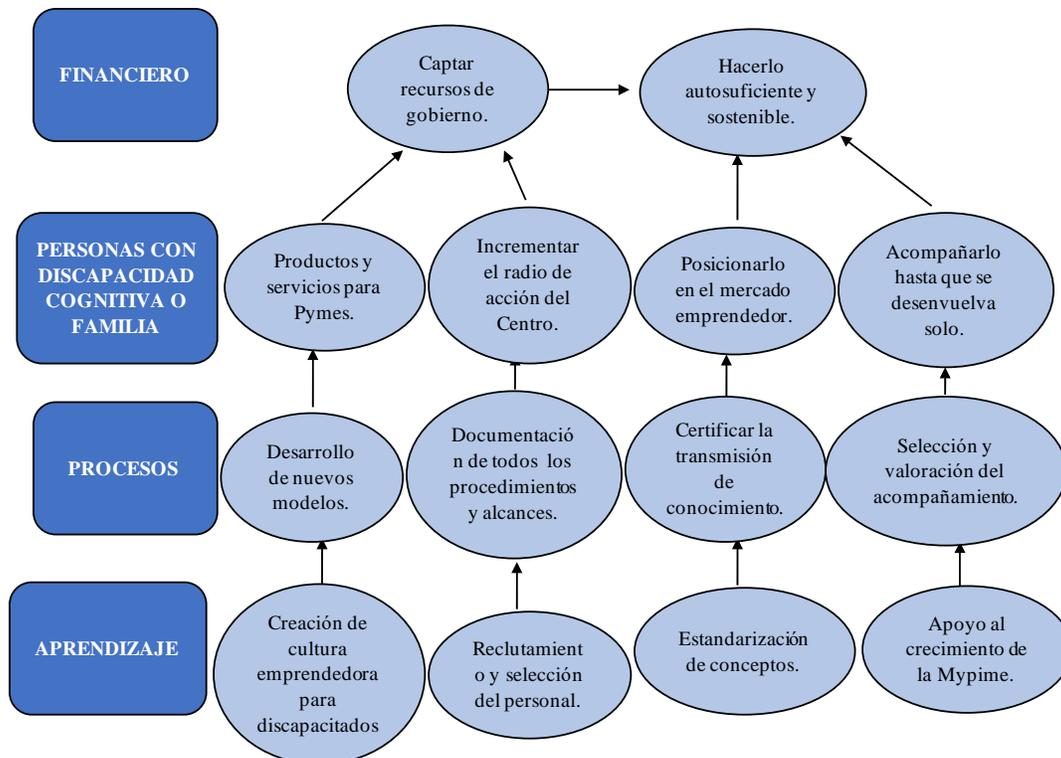 FINANCIERO
Captar
recursos de
gobierno.
Hacerlo
autosuficiente y
sostenible.
PERSONAS CON
DISCAPACIDAD
COGNITIVA O
FAMILIA
Productos y
servicios para
Pymes.
Incrementar
el radio de
acción del
Centro.
Posicionarlo
en el mercado
emprendedor.
Acompañarlo
hasta que se
desenvuelva
solo.
PROCESOS
Desarrollo
de nuevos
modelos.
Documentació
n de todos los
procedimientos
y alcances.
Certificar la
transmisión
de
conocimiento.
Selección y
valoración del
acompañamiento.
APRENDIZAJE
Creación de
cultura
emprendedora
para
discapacitados
Reclutamient
o y selección
del personal.
Estandarización
de conceptos.
Apoyo al
crecimiento de
la Mypime.